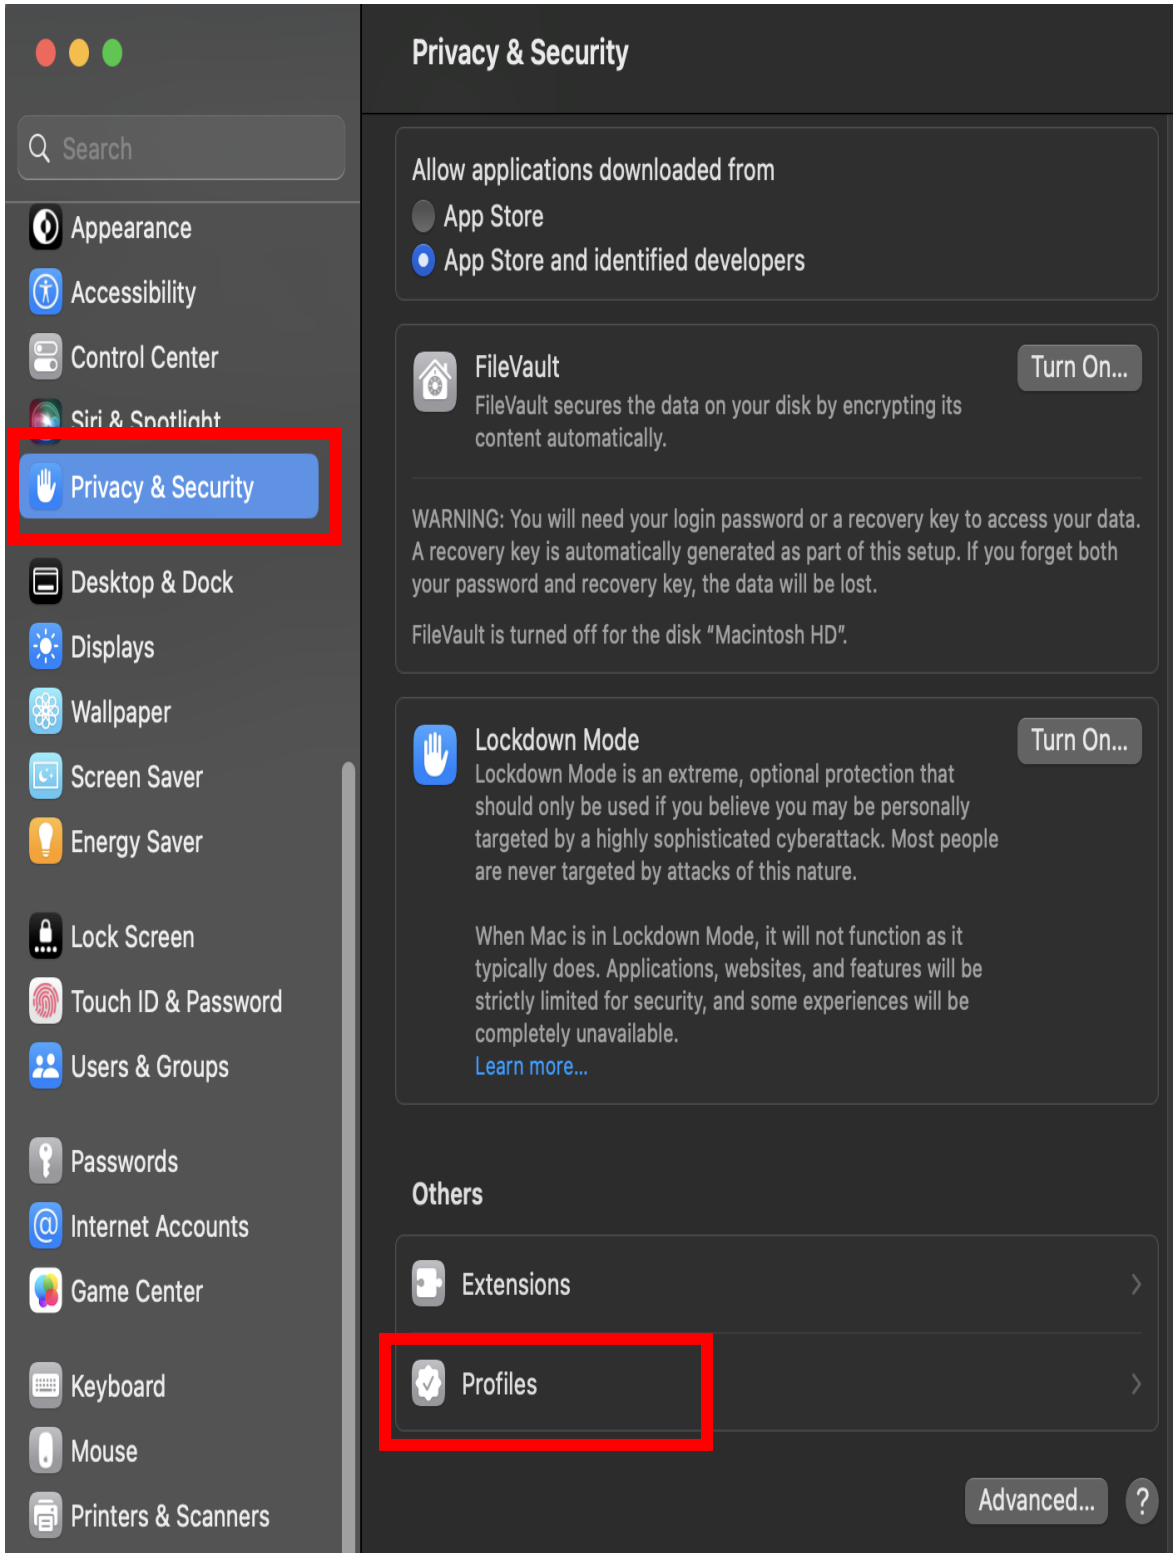 Privacy & Security
Search
Appearance
Accessibility
Control Center
Siri & Spotlight
Privacy & Security
Desktop & Dock
Displays
Wallpaper
Screen Saver
Energy Saver
Lock Screen
Touch ID & Password
Users & Groups
Passwords
Internet Accounts
Game Center
Keyboard
Mouse
Printers & Scanners
Allow applications downloaded from
App Store
App Store and identified developers
FileVault
Turn On...
FileVault secures the data on your disk by encrypting its
content automatically.
WARNING: You will need your login password or a recovery key to access your data.
A recovery key is automatically generated as part of this setup. If you forget both
your password and recovery key, the data will be lost.
FileVault is turned off for the disk “Macintosh HD”.
Lockdown Mode
Turn On...
Lockdown Mode is an extreme, optional protection that
should only be used if you believe you may be personally
targeted by a highly sophisticated cyberattack. Most people
are never targeted by attacks of this nature.
When Mac is in Lockdown Mode, it will not function as it
typically does. Applications, websites, and features will be
strictly limited for security, and some experiences will be
completely unavailable.
Learn more...
Others
Extensions
Profiles
Advanced...
?